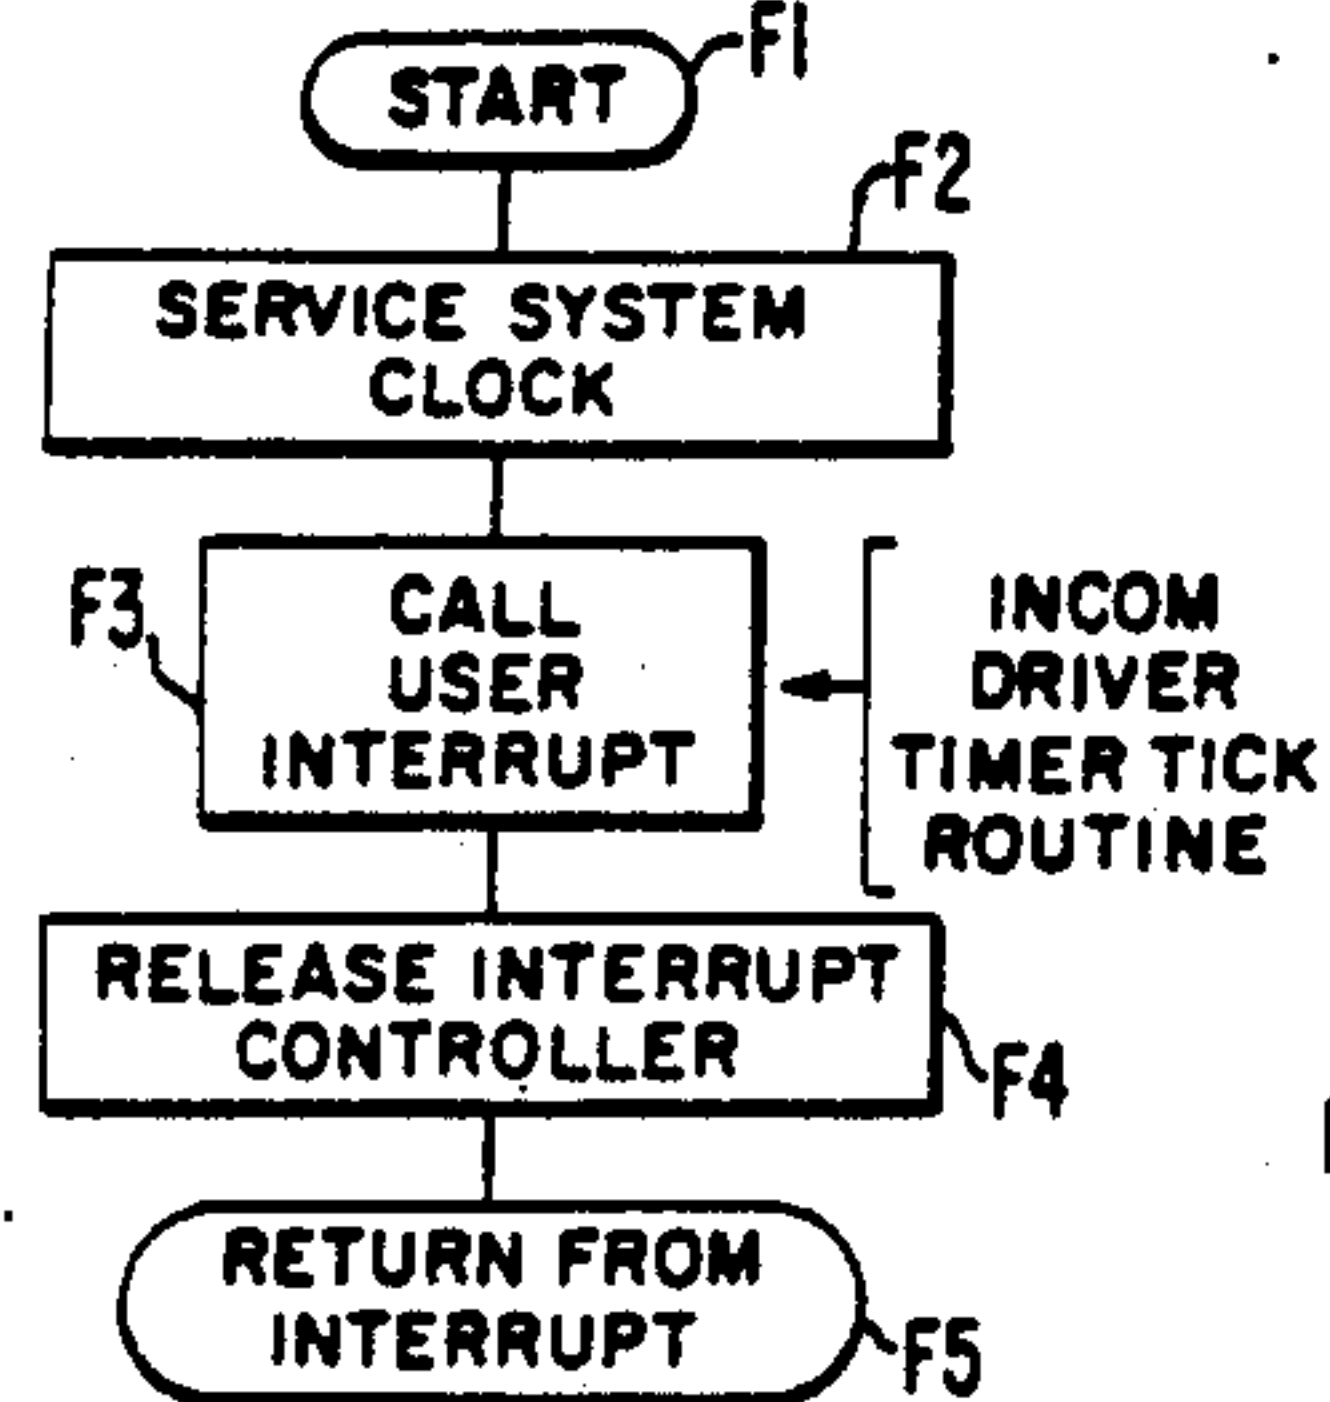 START
F1
F2
SERVICE SYSTEM
CLOCK
F3
CALL
USER
INTERRUPT
INCOM
DRIVER
TIMER TICK
ROUTINE
RELEASE INTERRUPT
CONTROLLER
F4
RETURN FROM
INTERRUPT
F5